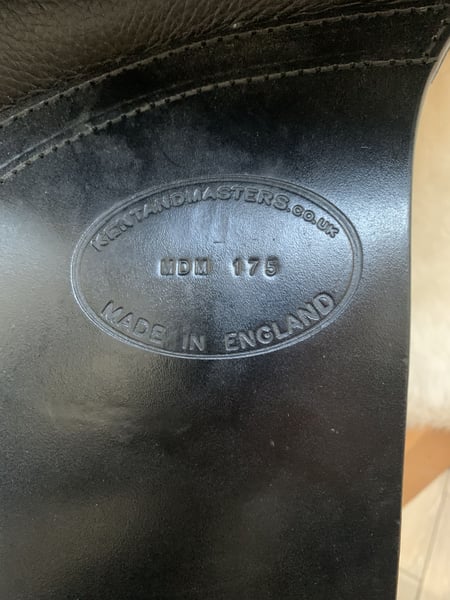 KENTANDMASTERS.CO.UK
MDM 175
MADE IN ENGLAND